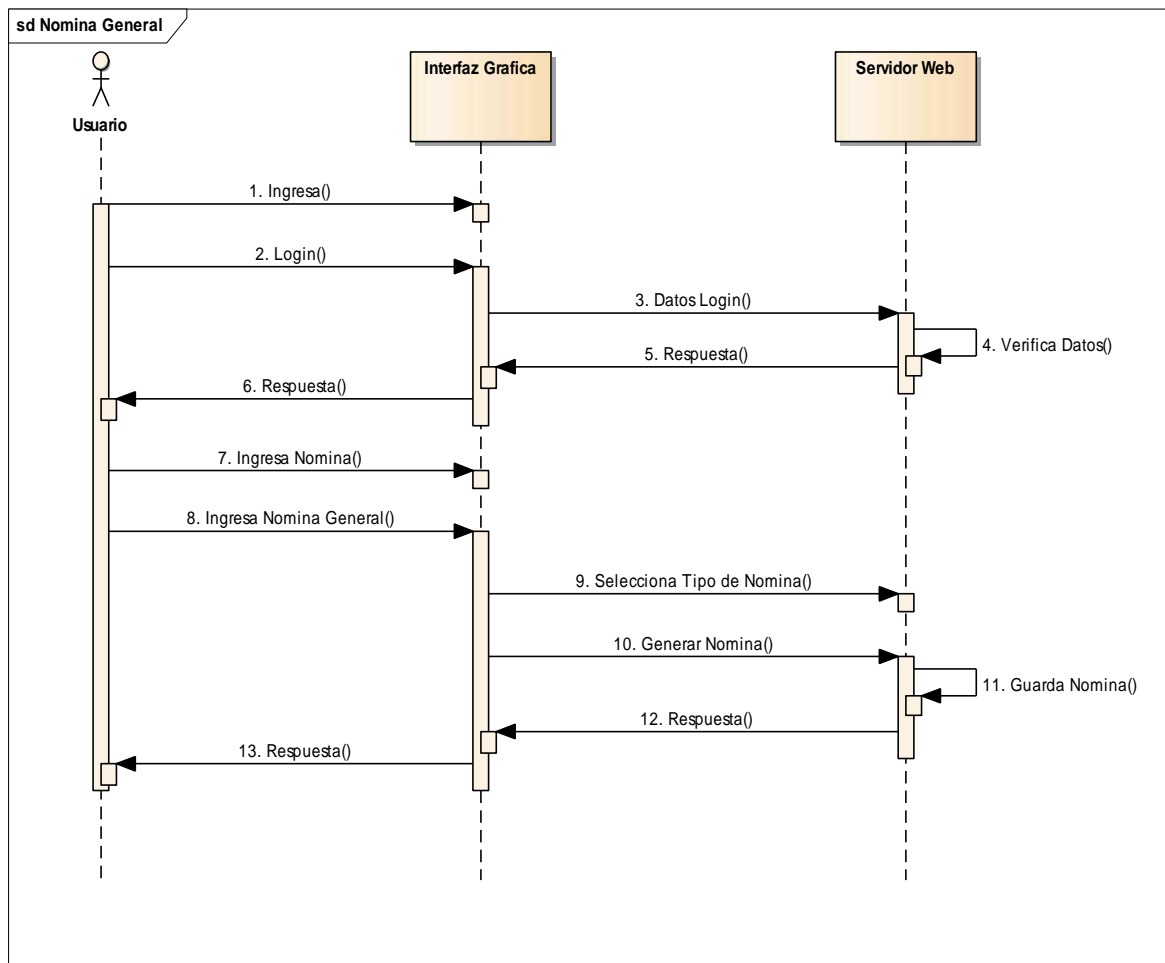 sd Nomina General
Interfaz Grafica
Servidor Web
Usuario
1. Ingresa()
2. Login()
3. Datos Login()
4. Verifica Datos()
5. Respuesta()
6. Respuesta()
7. Ingresa Nomina()
8. Ingresa Nomina General()
9. Selecciona Tipo de Nomina()
10. Generar Nomina()
11. Guarda Nomina()
12. Respuesta()
13. Respuesta()